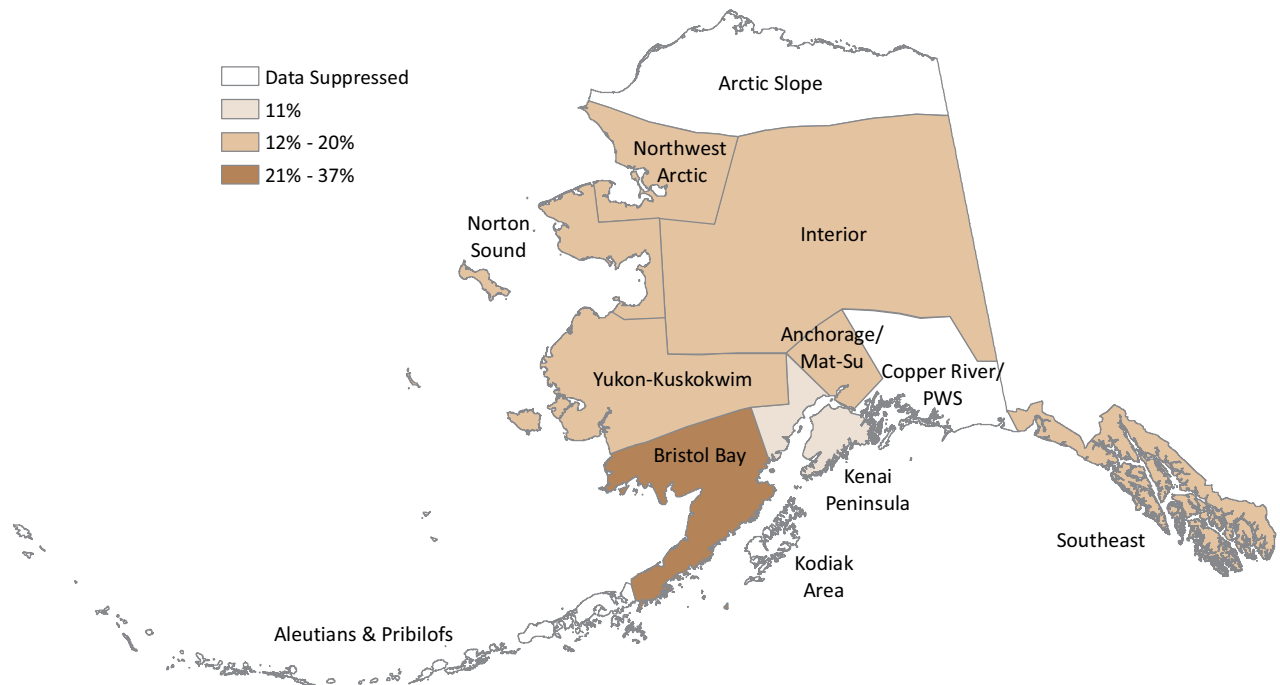 Data Suppressed
11%
12% - 20%
21% - 37%
Arctic Slope
Northwest
Arctic
Norton
Sound
Interior
Anchorage/
Mat-Su
Copper River/
PWS
Yukon-Kuskokwim
Bristol Bay
Kenai
Peninsula
Southeast
Kodiak
Area
Aleutians & Pribilofs